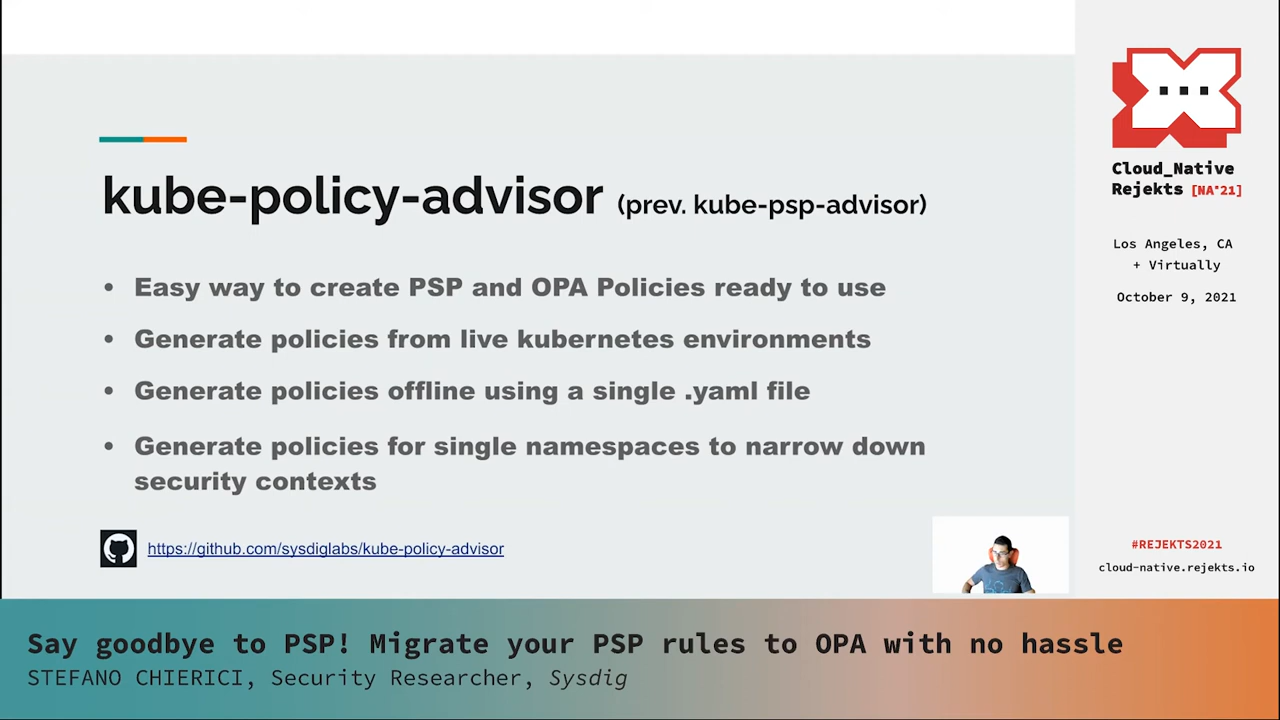 kube-policy-advisor (prev. kube-psp-advisor)
• Easy way to create PSP and OPA Policies ready to use
• Generate policies from live kubernetes environments
• Generate policies offline using a single .yaml file
• Generate policies for single namespaces to narrow down
security contexts
https://github.com/sysdiglabs/kube-policy-advisor
Cloud_Native
Rejekts [NA'21]
Los Angeles, CA
+ Virtually
October 9, 2021
#REJEKTS2021
cloud-native.rejekts.io
Say goodbye to PSP! Migrate your PSP rules to OPA with no hassle
STEFANO CHIERICI, Security Researcher, Sysdig